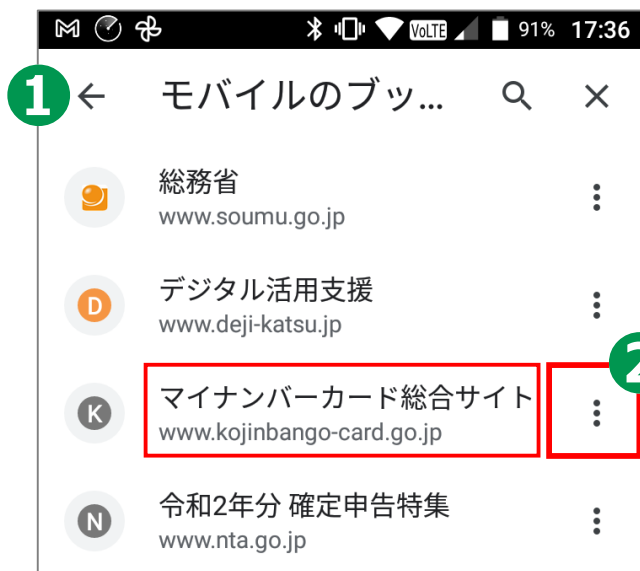 VoLTE 91% 17:36
1 モバイルのブッ...
総務省
www.soumu.go.jp
D デジタル活用支援
www.deji-katsu.jp
2
K マイナンバーカード総合サイト
www.kojinbango-card.go.jp
N 令和2年分 確定申告特集
www.nta.go.jp